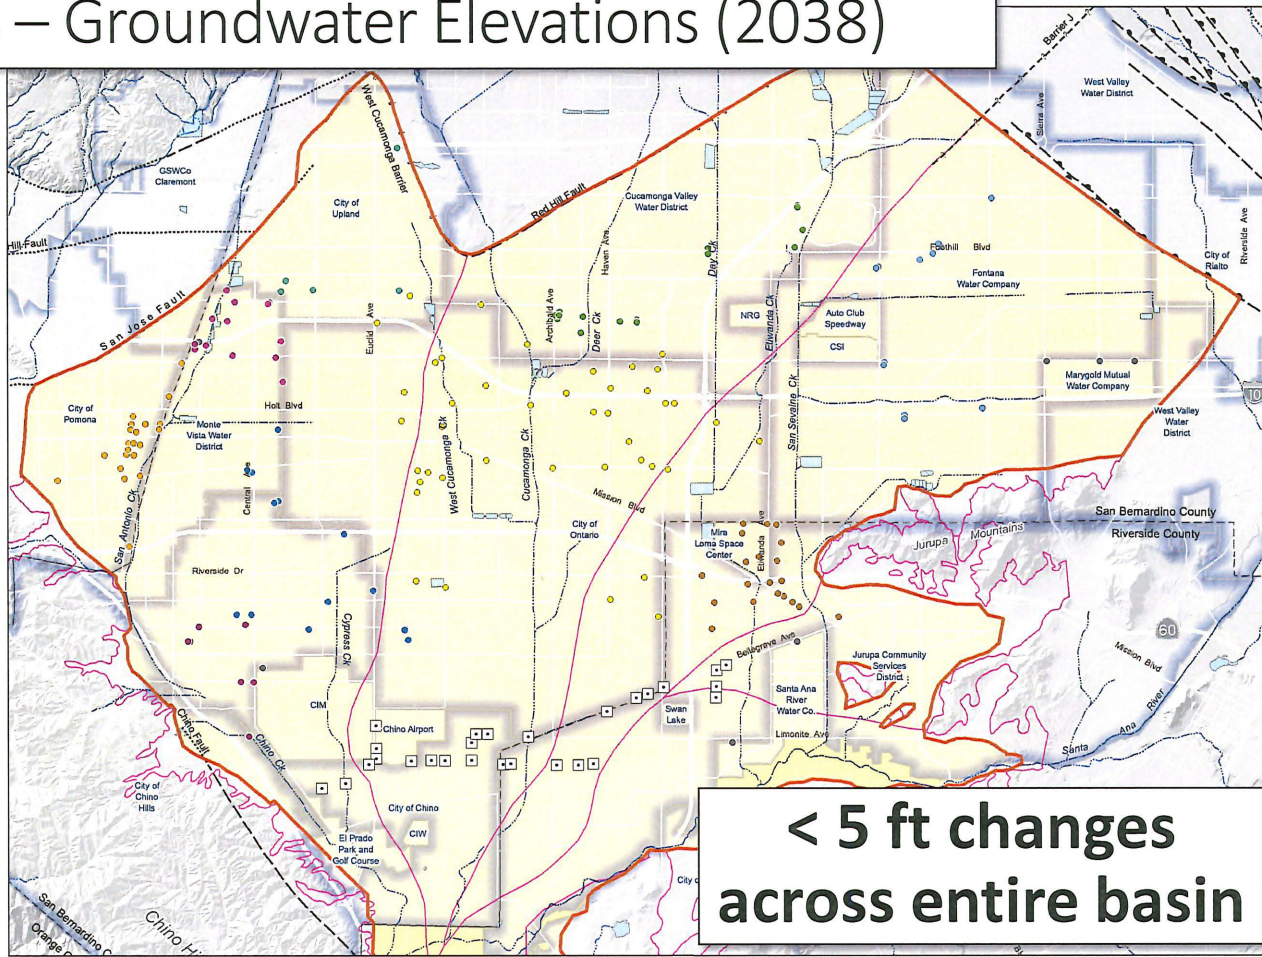 – Groundwater Elevations (2038)
Barrier J
West Valley
Water District
Sierra Ave
West Cucamonga Barrier
GSWCo
Claremont
City of
Upland
Red Hill Fault
Cucamonga Valley
Water District
Hill Fault
Haven Ave
Day Ck
Foothill Blvd
Fontana
Water Company
City of
Rialto
Riverside Ave
San Jose Fault
Euclid Ave
Archibald Ave
Deer Ck
NRG
Etiwanda Ck
Auto Club
Speedway
CSI
Marygold Mutual
Water Company
10
City of
Pomona
Holt Blvd
Monte
Vista Water
District
West Cucamonga Ck
Cucamonga Ck
San Sevaine Ck
West Valley
Water
District
Central
San Antonio Ck
Mission Blvd
City of
Ontario
Mira
Loma Space
Center
Etiwanda Ave
Jurupa Mountains
San Bernardino County
Riverside County
Riverside Dr
Cypress Ck
Bellegrave Ave
60
Mission Blvd
Jurupa Community
Services
District
CIM
Chino Airport
Swan
Lake
Santa Ana
River
Water Co.
Limonite Ave
Santa Ana River
Chino Fault
Chino Ck
City of
Chino
Hills
City of Chino
CIW
El Prado
Park and
Golf Course
City
< 5 ft changes
across entire basin
San Bernardino C
Orange
Chino Hi